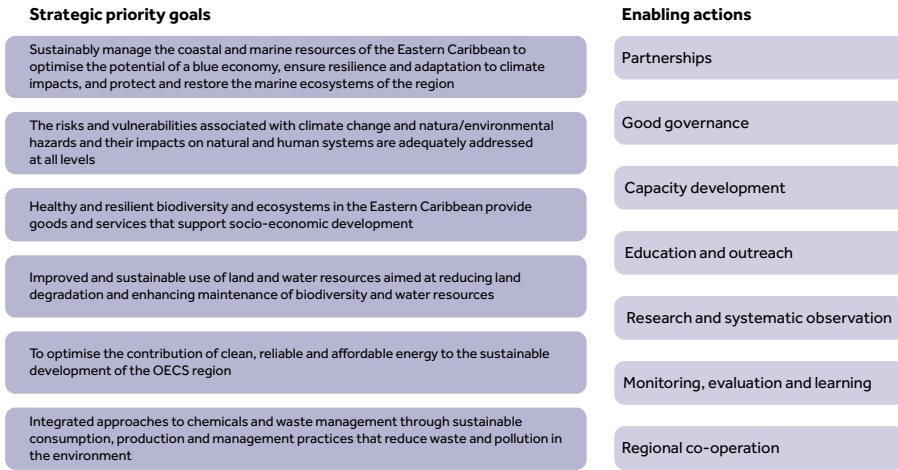 Strategic priority goals
Sustainably manage the coastal and marine resources of the Eastern Caribbean to
optimise the potential of a blue economy, ensure resilience and adaptation to climate
impacts, and protect and restore the marine ecosystems of the region
The risks and vulnerabilities associated with climate change and natura/environmental
hazards and their impacts on natural and human systems are adequately addressed
at all levels
Healthy and resilient biodiversity and ecosystems in the Eastern Caribbean provide
goods and services that support socio-economic development
Improved and sustainable use of land and water resources aimed at reducing land
degradation and enhancing maintenance of biodiversity and water resources
To optimise the contribution of clean, reliable and affordable energy to the sustainable
development of the OECS region
Integrated approaches to chemicals and waste management through sustainable
consumption, production and management practices that reduce waste and pollution in
the environment
Enabling actions
Partnerships
Good governance
Capacity development
Education and outreach
Research and systematic observation
Monitoring, evaluation and learning
Regional co-operation